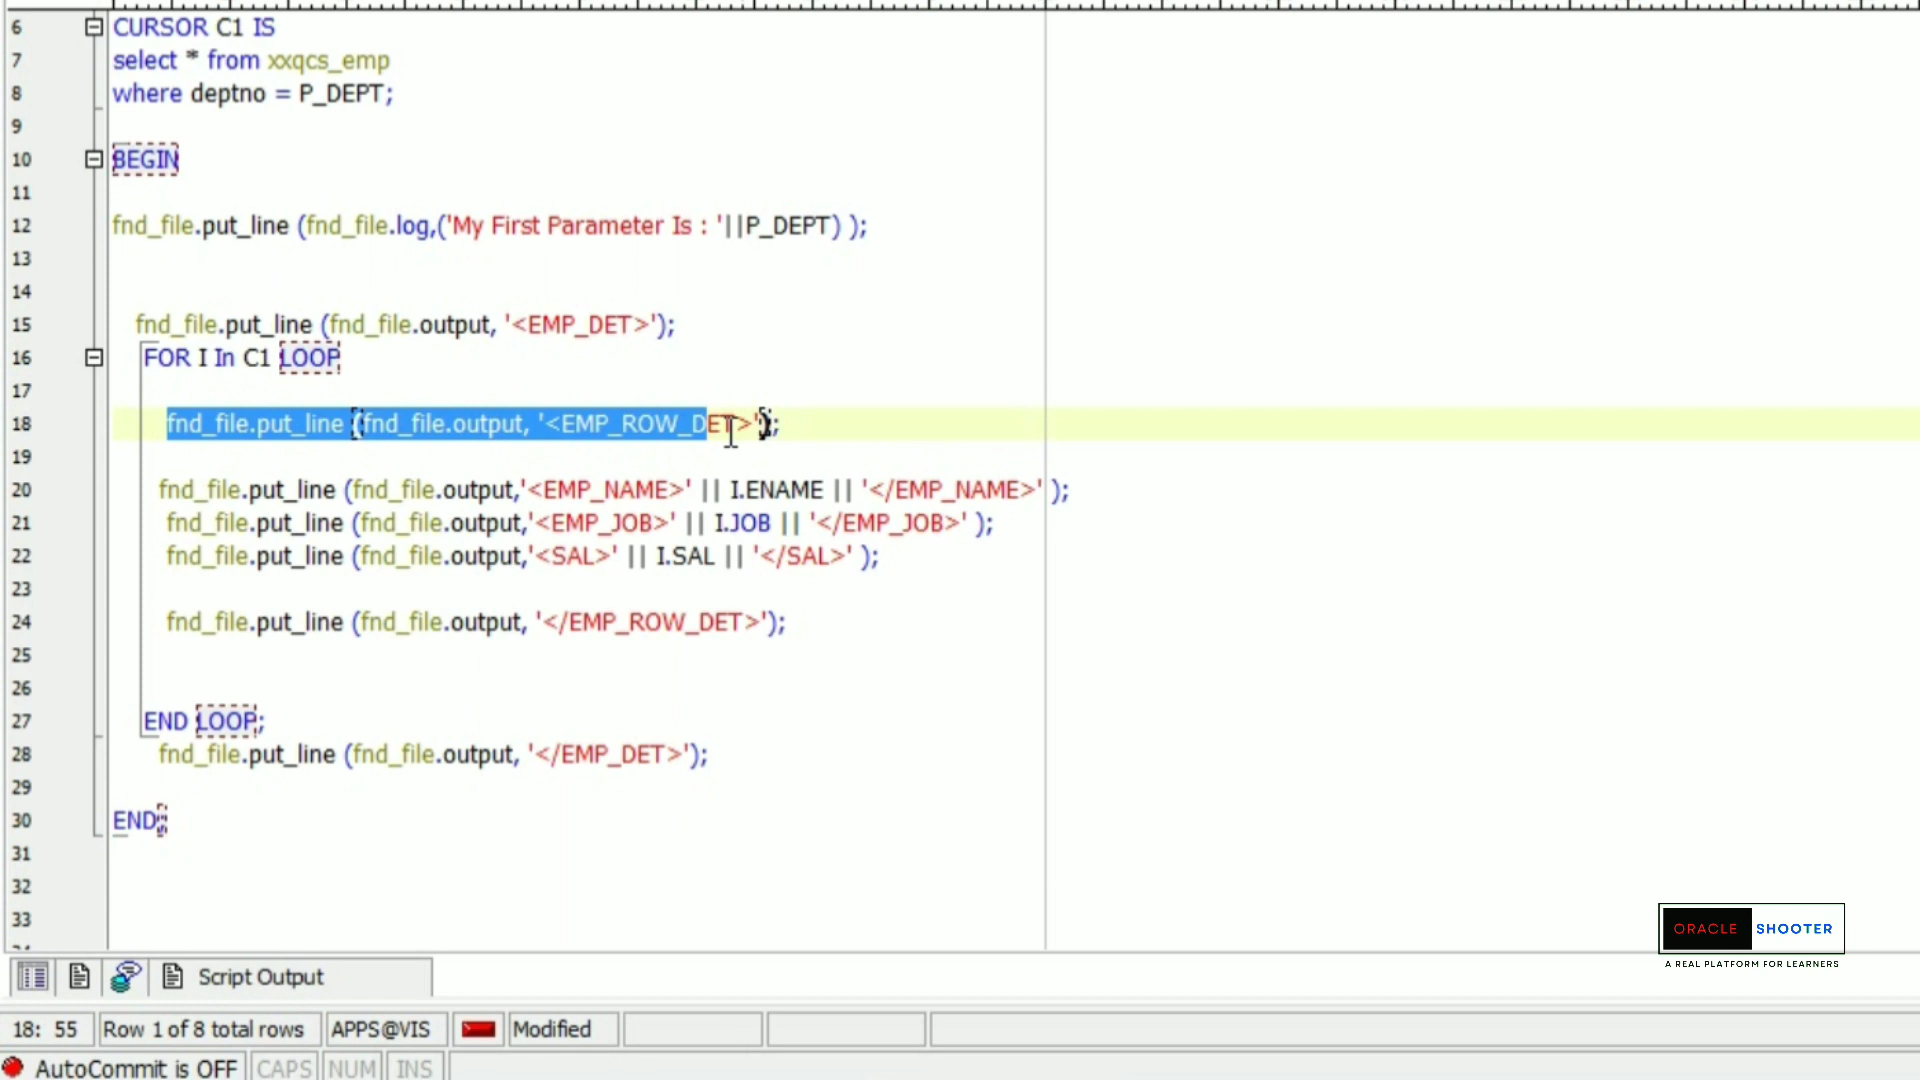 6 CURSOR C1 IS
7 select * from xxqcs_emp
8 where deptno = P_DEPT;
9
10 BEGIN
11
12 fnd_file.put_line (fnd_file.log,('My First Parameter Is : '||P_DEPT) );
13
14
15 fnd_file.put_line (fnd_file.output, '<EMP_DET>');
16 FOR I In C1 LOOP
17
18 fnd_file.put_line (fnd_file.output, '<EMP_ROW_DET>');
19
20 fnd_file.put_line (fnd_file.output,'<EMP_NAME>' || I.ENAME || '</EMP_NAME>' );
21 fnd_file.put_line (fnd_file.output,'<EMP_JOB>' || I.JOB || '</EMP_JOB>' );
22 fnd_file.put_line (fnd_file.output,'<SAL>' || I.SAL || '</SAL>' );
23
24 fnd_file.put_line (fnd_file.output, '</EMP_ROW_DET>');
25
26
27 END LOOP;
28 fnd_file.put_line (fnd_file.output, '</EMP_DET>');
29
30 END;
31
32
33
ORACLE SHOOTER
A REAL PLATFORM FOR LEARNERS
Script Output
18: 55 Row 1 of 8 total rows APPS@VIS Modified
AutoCommit is OFF CAPS NUM INS